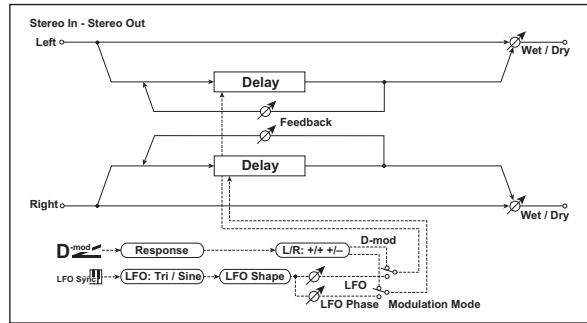 Stereo In - Stereo Out
Left
Wet / Dry
Delay
Feedback
Delay
Right
Wet / Dry
D-mod
D-mod
Response
L/R: +/+ +/–
LFO Sync
LFO: Tri / Sine
LFO Shape
LFO
LFO Phase
Modulation Mode